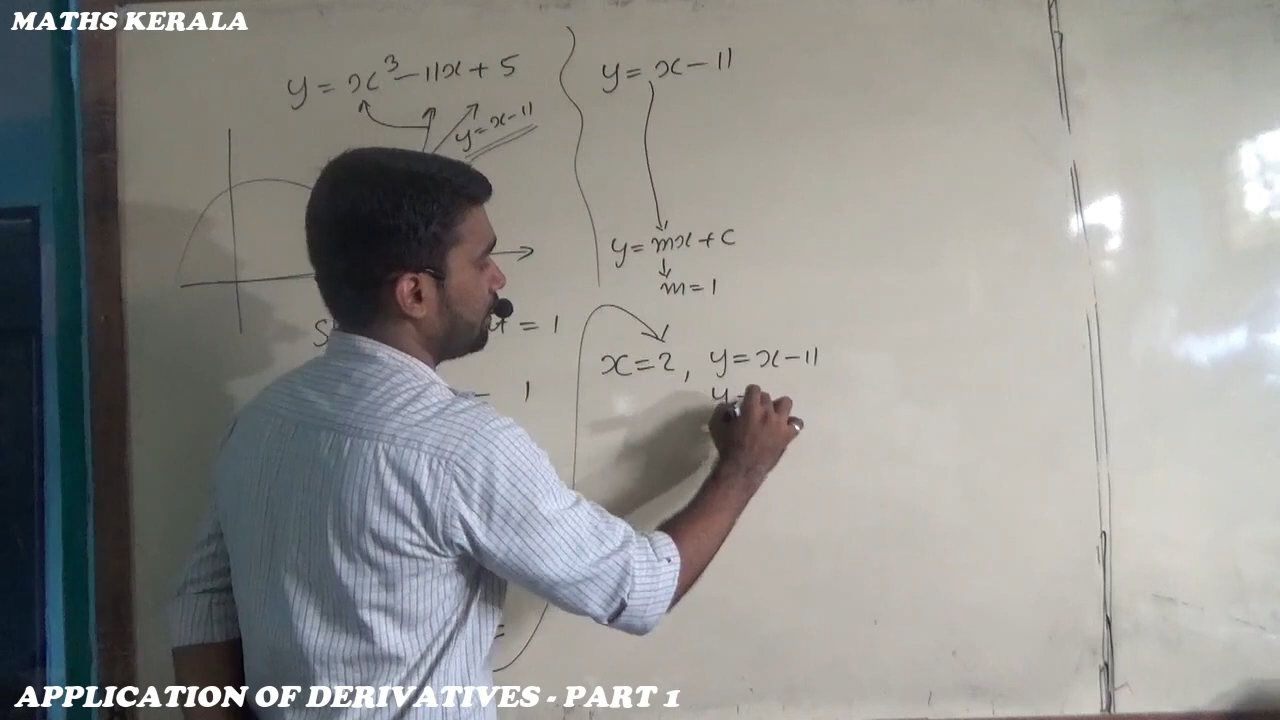 MATHS KERALA
y = x³ - 11x + 5
y = x - 11
= 1
1
y = x - 11
y = mx + c
m = 1
x = 2, y = x - 11
y =
APPLICATION OF DERIVATIVES - PART 1